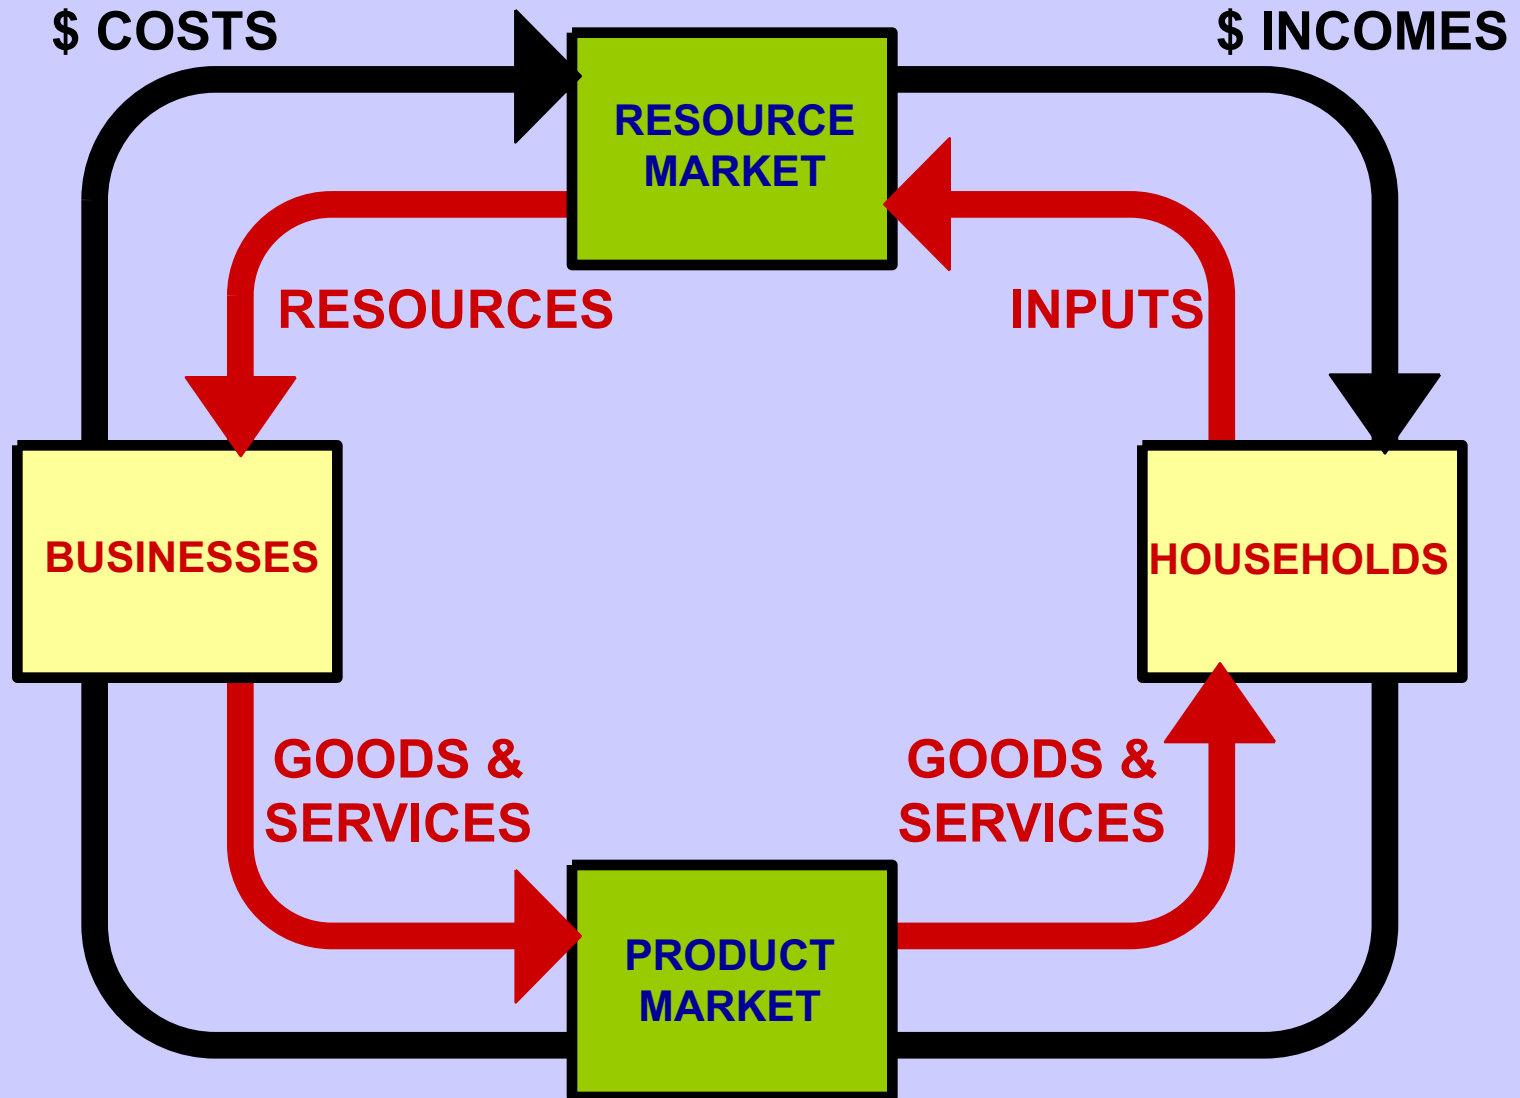 $ COSTS
$ INCOMES
RESOURCE
MARKET
RESOURCES
INPUTS
BUSINESSES
HOUSEHOLDS
GOODS &
SERVICES
GOODS &
SERVICES
PRODUCT
MARKET